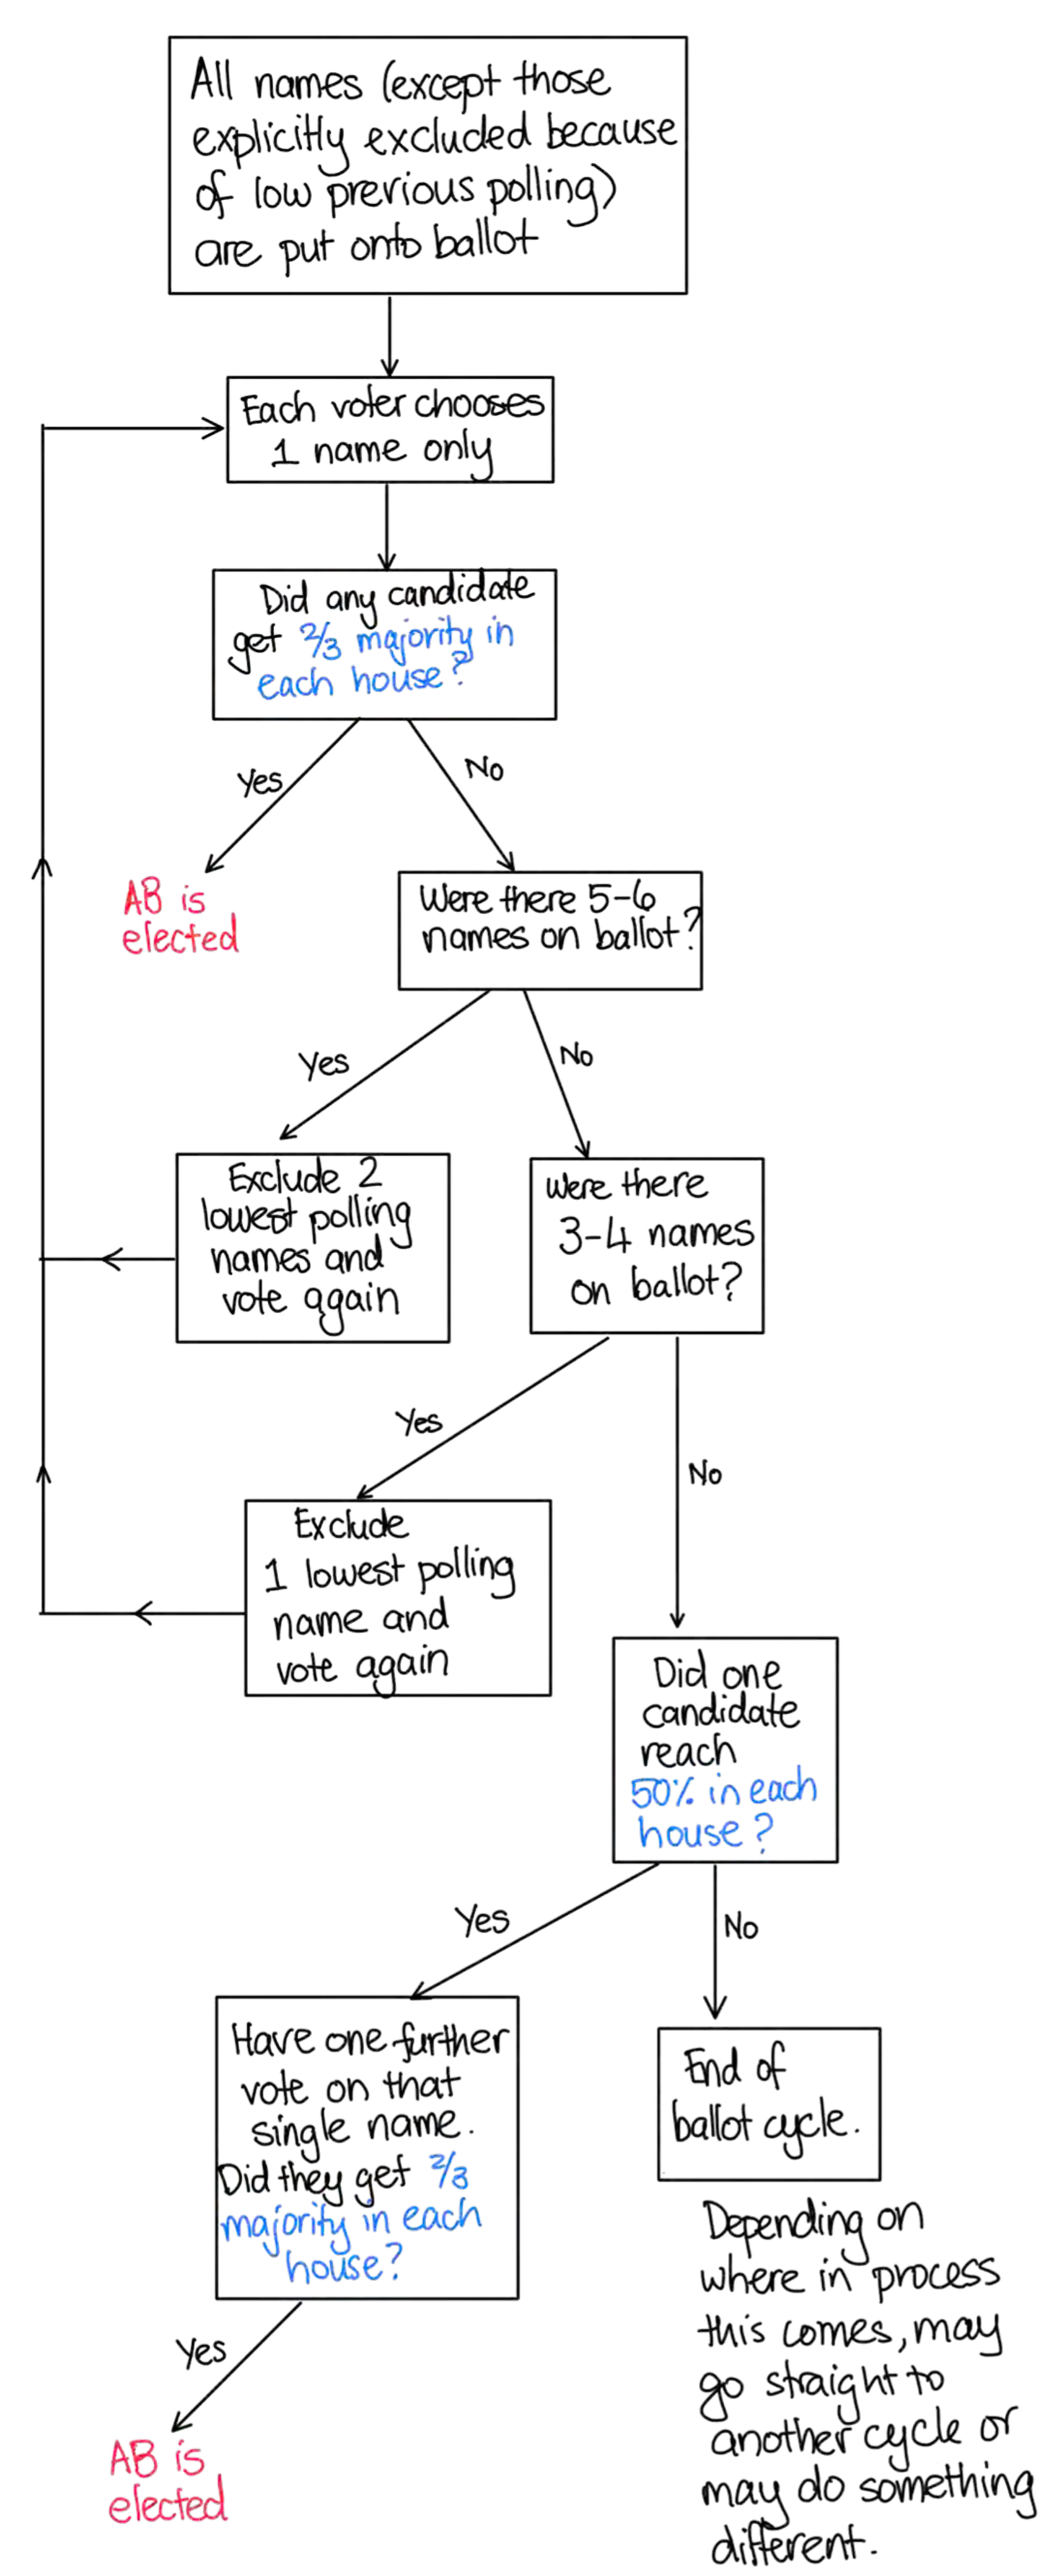 All names (except those
explicitly excluded because
of low previous polling)
are put onto ballot
Each voter chooses
1 name only
Did any candidate
get 2/3 majority in
each house?
Yes
No
AB is
elected
Were there 5-6
names on ballot?
Yes
No
Exclude 2
lowest polling
names and
vote again
Were there
3-4 names
on ballot?
Yes
No
Exclude
1 lowest polling
name and
vote again
Did one
candidate
reach
50% in each
house?
Yes
No
Have one further
vote on that
single name.
Did they get 2/3
majority in each
house?
End of
ballot cycle.
Yes
AB is
elected
Depending on
where in process
this comes, may
go straight to
another cycle or
may do something
different.